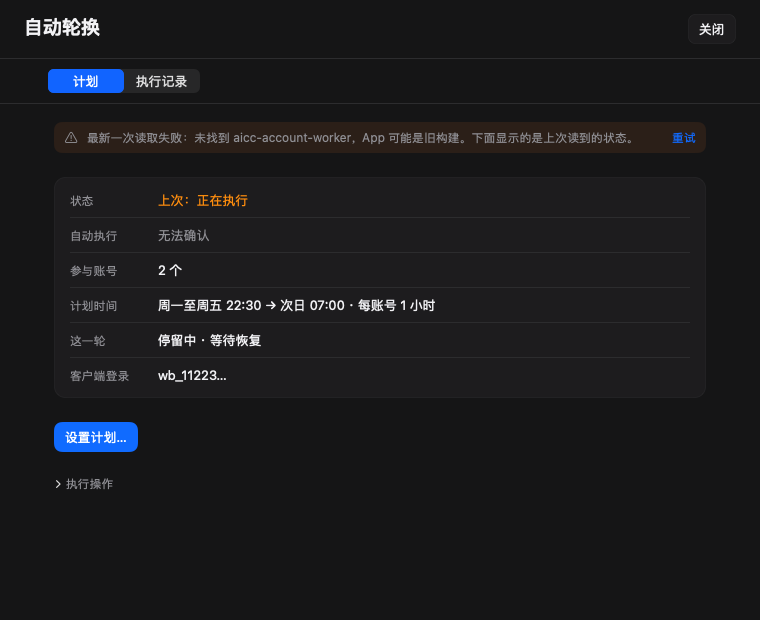 自动轮换
关闭
计划 执行记录
最新一次读取失败：未找到 aicc-account-worker，App 可能是旧构建。下面显示的是上次读到的状态。 重试
状态 上次：正在执行
自动执行 无法确认
参与账号 2 个
计划时间 周一至周五 22:30 → 次日 07:00 · 每账号 1 小时
这一轮 停留中 · 等待恢复
客户端登录 wb_11223...
设置计划...
执行操作